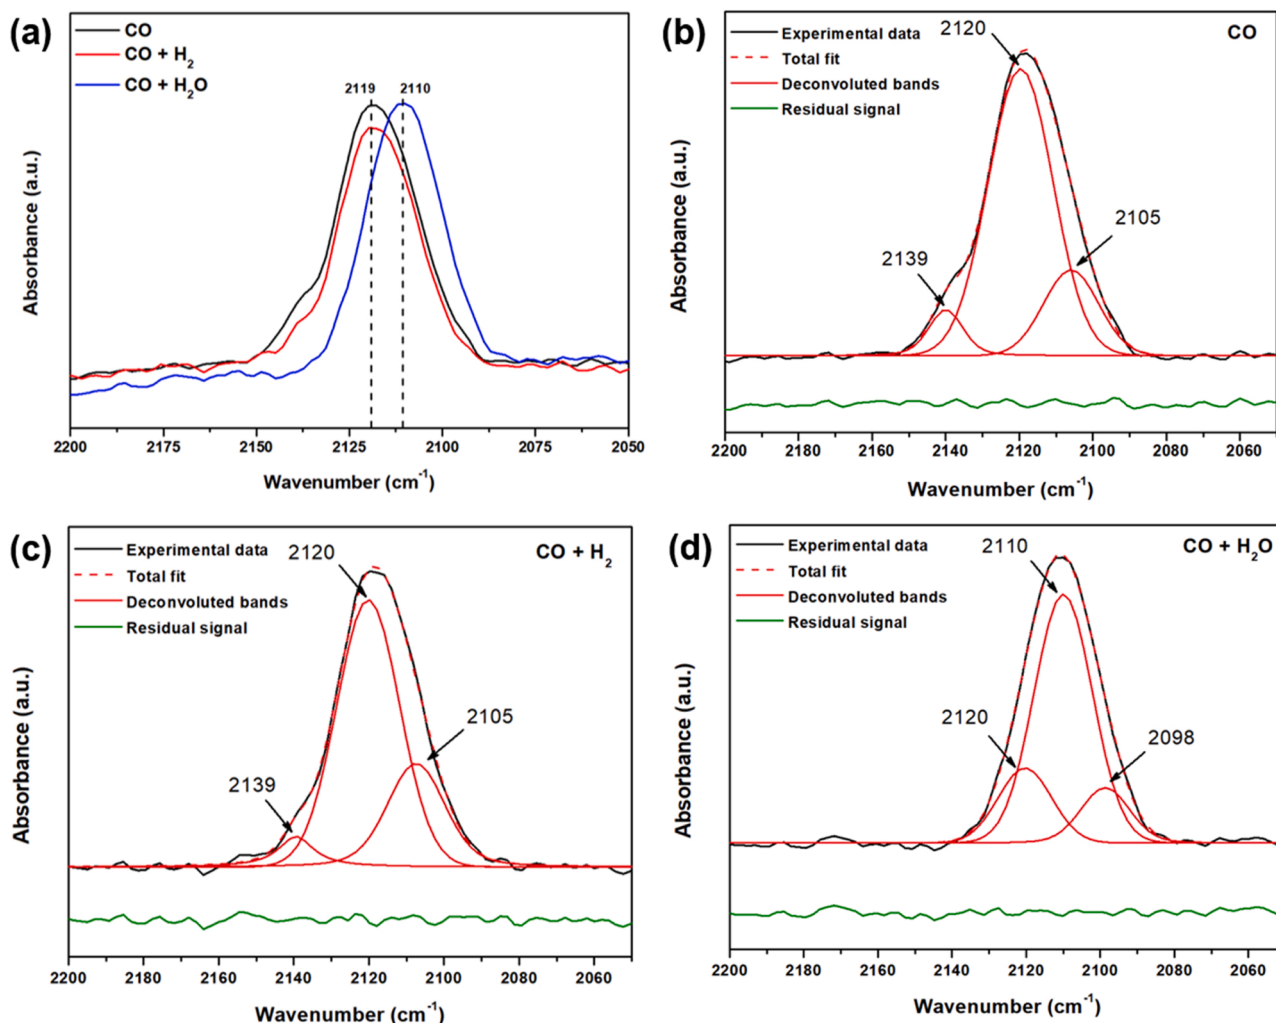 (a)
CO
CO + H₂
CO + H₂O
2119
2110
Absorbance (a.u.)
2200 2175 2150 2125 2100 2075 2050
Wavenumber (cm⁻¹)
(b)
Experimental data
Total fit
Deconvoluted bands
Residual signal
CO
2120
2105
2139
Absorbance (a.u.)
2200 2180 2160 2140 2120 2100 2080 2060
Wavenumber (cm⁻¹)
(c)
Experimental data
Total fit
Deconvoluted bands
Residual signal
CO + H₂
2120
2105
2139
Absorbance (a.u.)
2200 2180 2160 2140 2120 2100 2080 2060
Wavenumber (cm⁻¹)
(d)
Experimental data
Total fit
Deconvoluted bands
Residual signal
CO + H₂O
2110
2120
2098
Absorbance (a.u.)
2200 2180 2160 2140 2120 2100 2080 2060
Wavenumber (cm⁻¹)